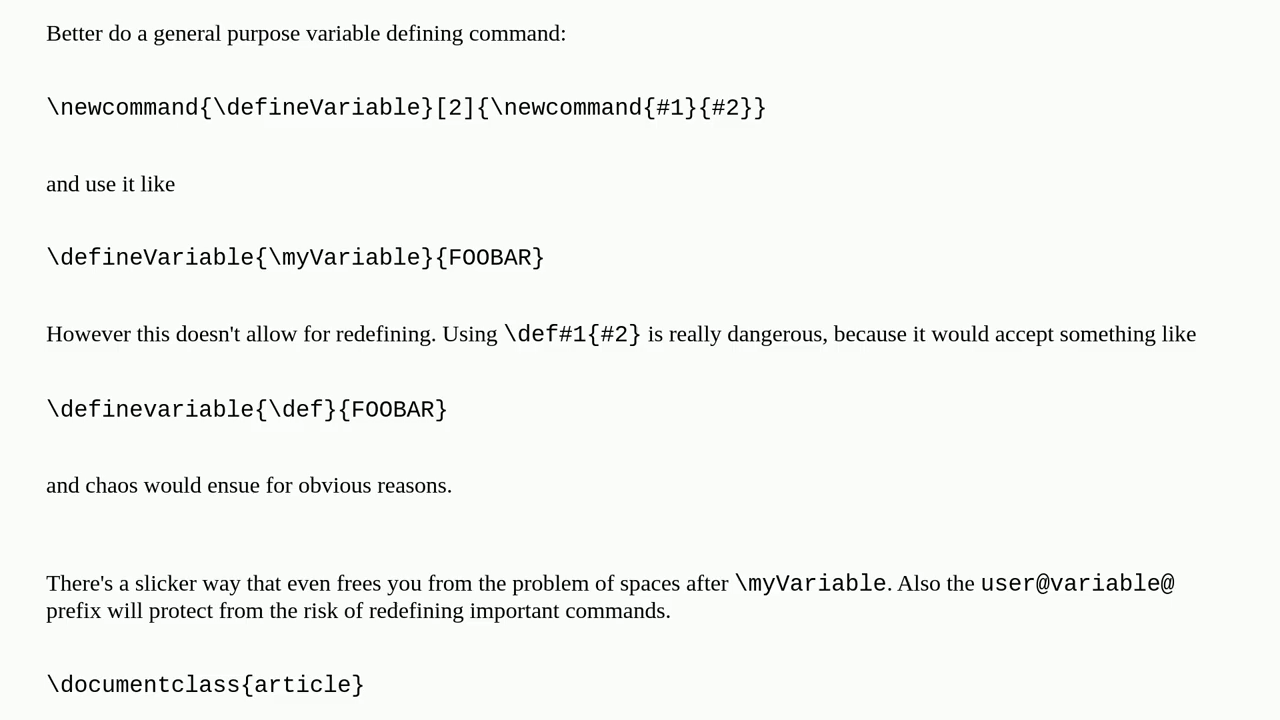 Better do a general purpose variable defining command:
\newcommand{\defineVariable}[2]{\newcommand{#1}{#2}}
and use it like
\defineVariable{\myVariable}{FOOBAR}
However this doesn't allow for redefining. Using \def#1{#2} is really dangerous, because it would accept something like
\definevariable{\def}{FOOBAR}
and chaos would ensue for obvious reasons.
There's a slicker way that even frees you from the problem of spaces after \myVariable. Also the user@variable@
prefix will protect from the risk of redefining important commands.
\documentclass{article}